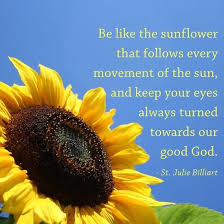 Be like the sunflower
that follows every
movement of the sun,
and keep your eyes
always turned
towards our
good God.
- St. Julie Billiart